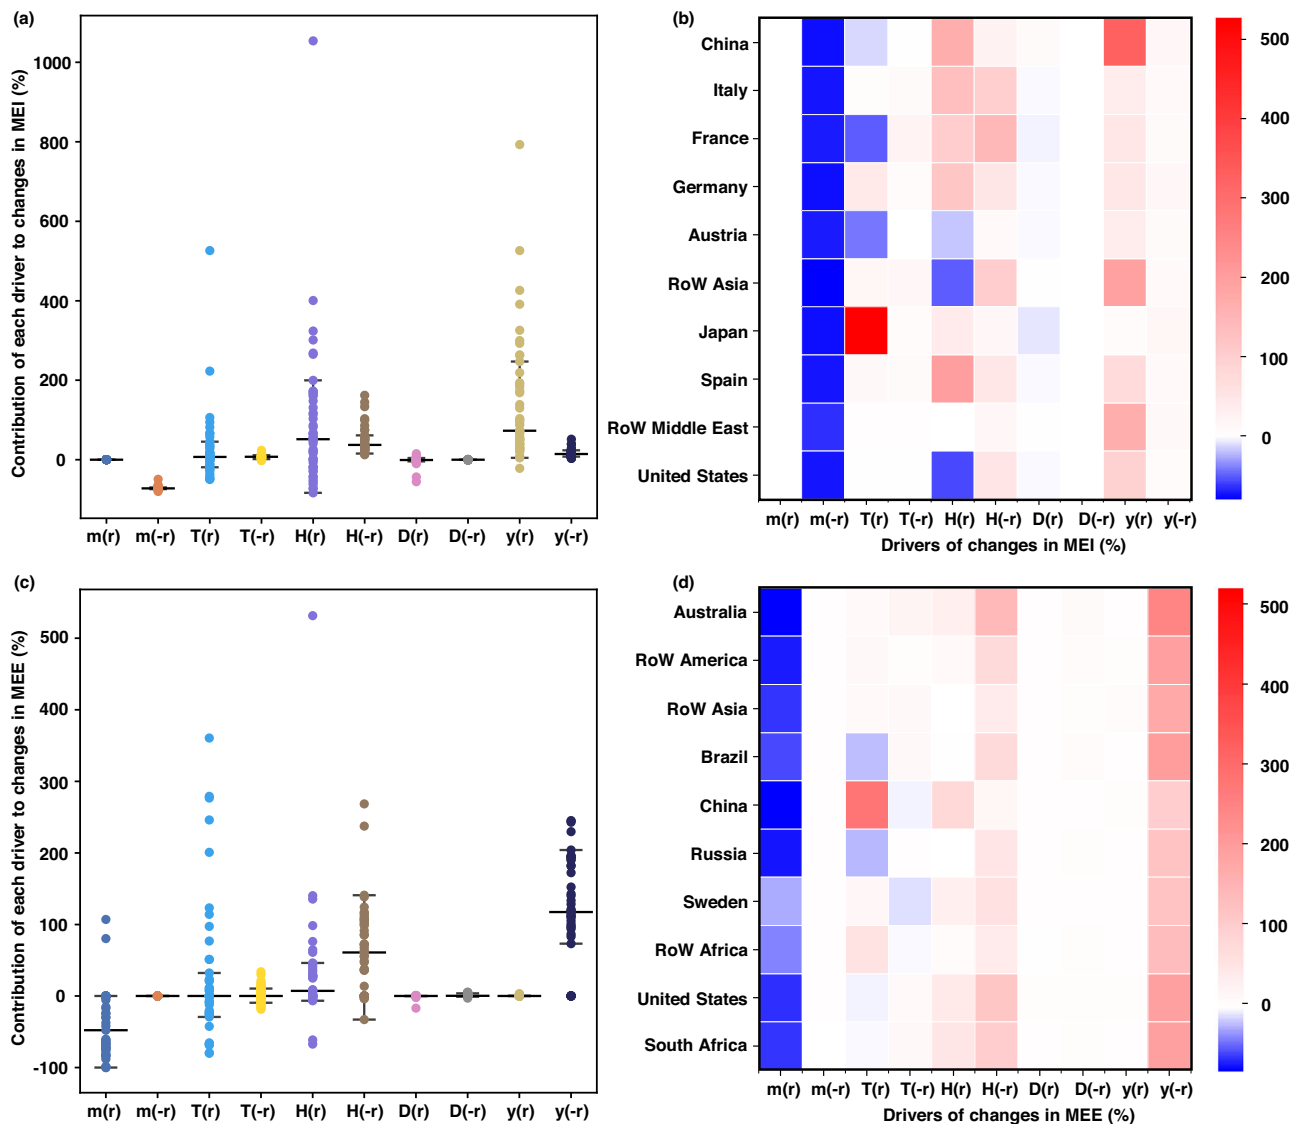 (a)
Contribution of each driver to changes in MEI (%)
1000
800
600
400
200
0
m(r) m(-r) T(r) T(-r) H(r) H(-r) D(r) D(-r) y(r) y(-r)
(b)
China
Italy
France
Germany
Austria
RoW Asia
Japan
Spain
RoW Middle East
United States
m(r) m(-r) T(r) T(-r) H(r) H(-r) D(r) D(-r) y(r) y(-r)
Drivers of changes in MEI (%)
500
400
300
200
100
0
(c)
Contribution of each driver to changes in MEE (%)
500
400
300
200
100
0
-100
m(r) m(-r) T(r) T(-r) H(r) H(-r) D(r) D(-r) y(r) y(-r)
(d)
Australia
RoW America
RoW Asia
Brazil
China
Russia
Sweden
RoW Africa
United States
South Africa
m(r) m(-r) T(r) T(-r) H(r) H(-r) D(r) D(-r) y(r) y(-r)
Drivers of changes in MEE (%)
500
400
300
200
100
0